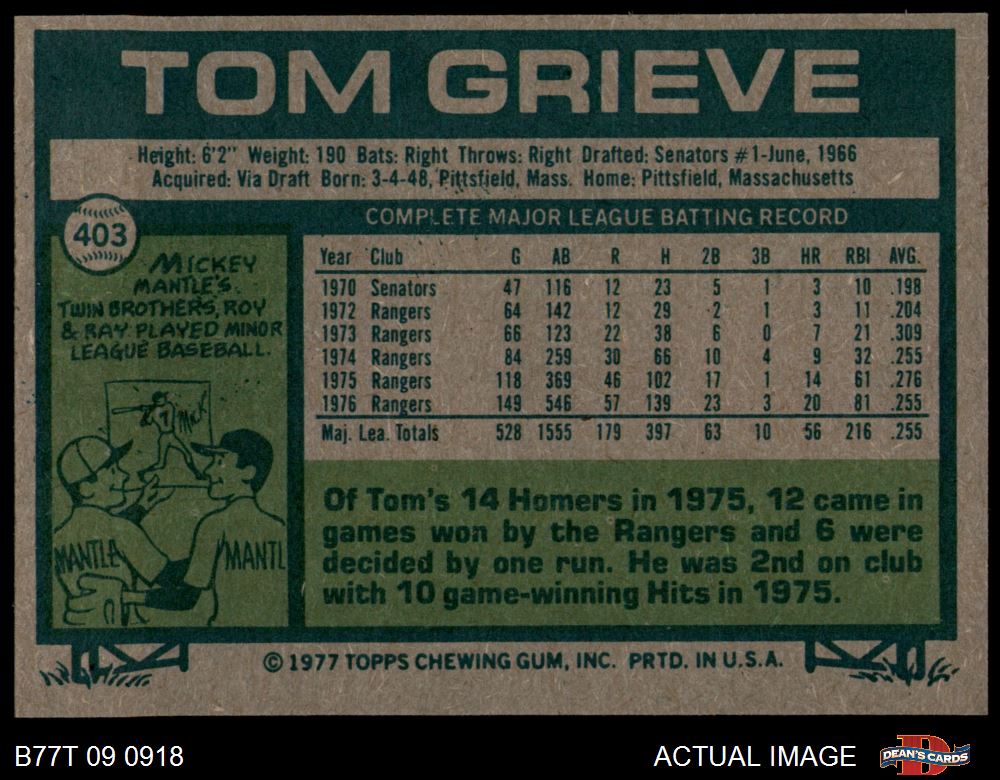 TOM GRIEVE
Height: 6'2" Weight: 190 Bats: Right Throws: Right Drafted: Senators #1-June, 1966
Acquired: Via Draft Born: 3-4-48, Pittsfield, Mass. Home: Pittsfield, Massachusetts
403
MICKEY
MANTLE'S
TWIN BROTHERS, ROY
& RAY PLAYED MINOR
LEAGUE BASEBALL.
Mick
7
MANTLE
MANTL
COMPLETE MAJOR LEAGUE BATTING RECORD
Year Club G AB R H 2B 3B HR RBI AVG.
1970 Senators 47 116 12 23 5 1 3 10 .198
1972 Rangers 64 142 12 29 2 1 3 11 .204
1973 Rangers 66 123 22 38 6 0 7 21 .309
1974 Rangers 84 259 30 66 10 4 9 32 .255
1975 Rangers 118 369 46 102 17 1 14 61 .276
1976 Rangers 149 546 57 139 23 3 20 81 .255
Maj. Lea. Totals 528 1555 179 397 63 10 56 216 .255
Of Tom's 14 Homers in 1975, 12 came in
games won by the Rangers and 6 were
decided by one run. He was 2nd on club
with 10 game-winning Hits in 1975.
© 1977 TOPPS CHEWING GUM, INC. PRTD. IN U.S.A.
B77T 09 0918
ACTUAL IMAGE
D
DEAN'S CARDS